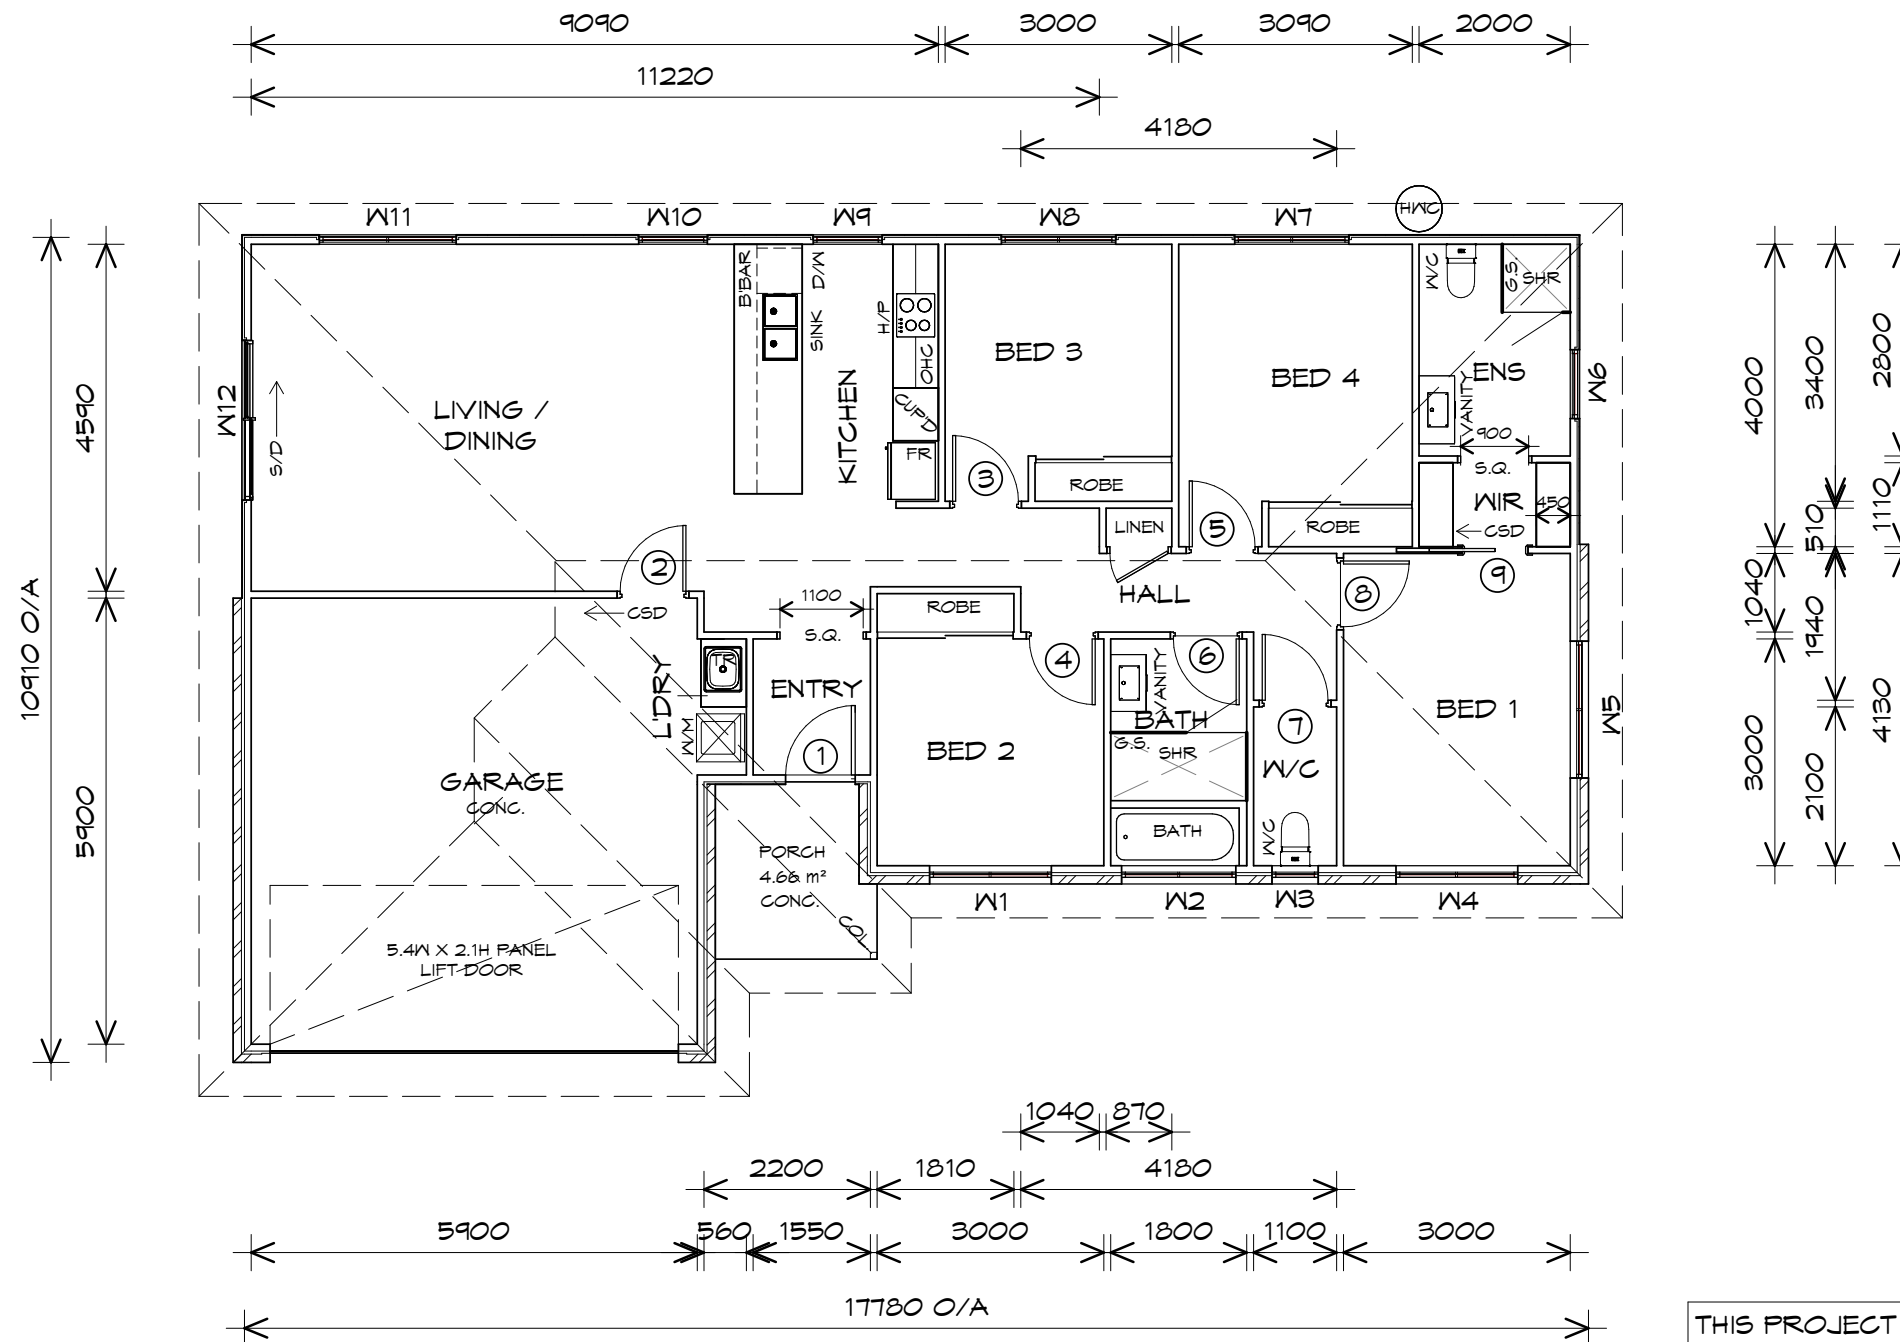 9090 3000 3090 2000
11220
4180
HWC
W11 W10 W9 W8 W7
B'BAR
SINK D/W
H/P
OHC
CUP'D
FR
KITCHEN
LIVING /
DINING
W12
S/D
BED 3
BED 4
W/C
G.S.
SHR
ENS
VANITY
W6
900
S.Q.
WIR
450
CSD
3
ROBE
LINEN
5
ROBE
9
2
CSD
HALL
8
1100
S.Q.
ROBE
10910 O/A
4590
5900
4000
3000
1040
3400
510
1940
2100
2800
1110
4130
TR
L'DRY
W/M
ENTRY
1
4
6
VANITY
BATH
G.S.
SHR
BATH
7
W/C
W/C
BED 1
W5
BED 2
GARAGE
CONC.
PORCH
4.66 m²
CONC.
COL
5.4W X 2.1H PANEL
LIFT DOOR
W1 W2 W3 W4
1040 870
2200 1810 4180
5900 560 1550 3000 1800 1100 3000
17780 O/A
THIS PROJECT